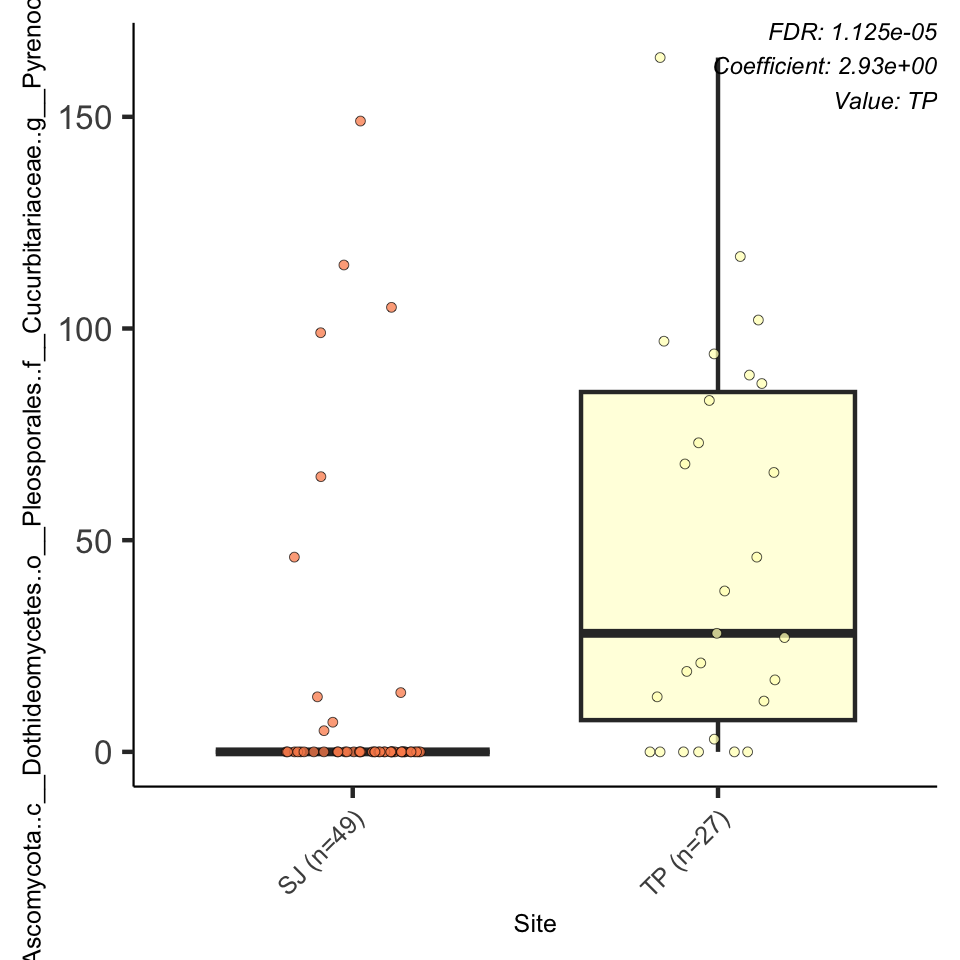 FDR: 1.125e-05
Coefficient: 2.93e+00
Value: TP
Ascomycota..c__Dothideomycetes..o__Pleosporales..f__Cucurbitariaceae..g__Pyrenoc
150
100
50
0
SJ (n=49)
TP (n=27)
Site